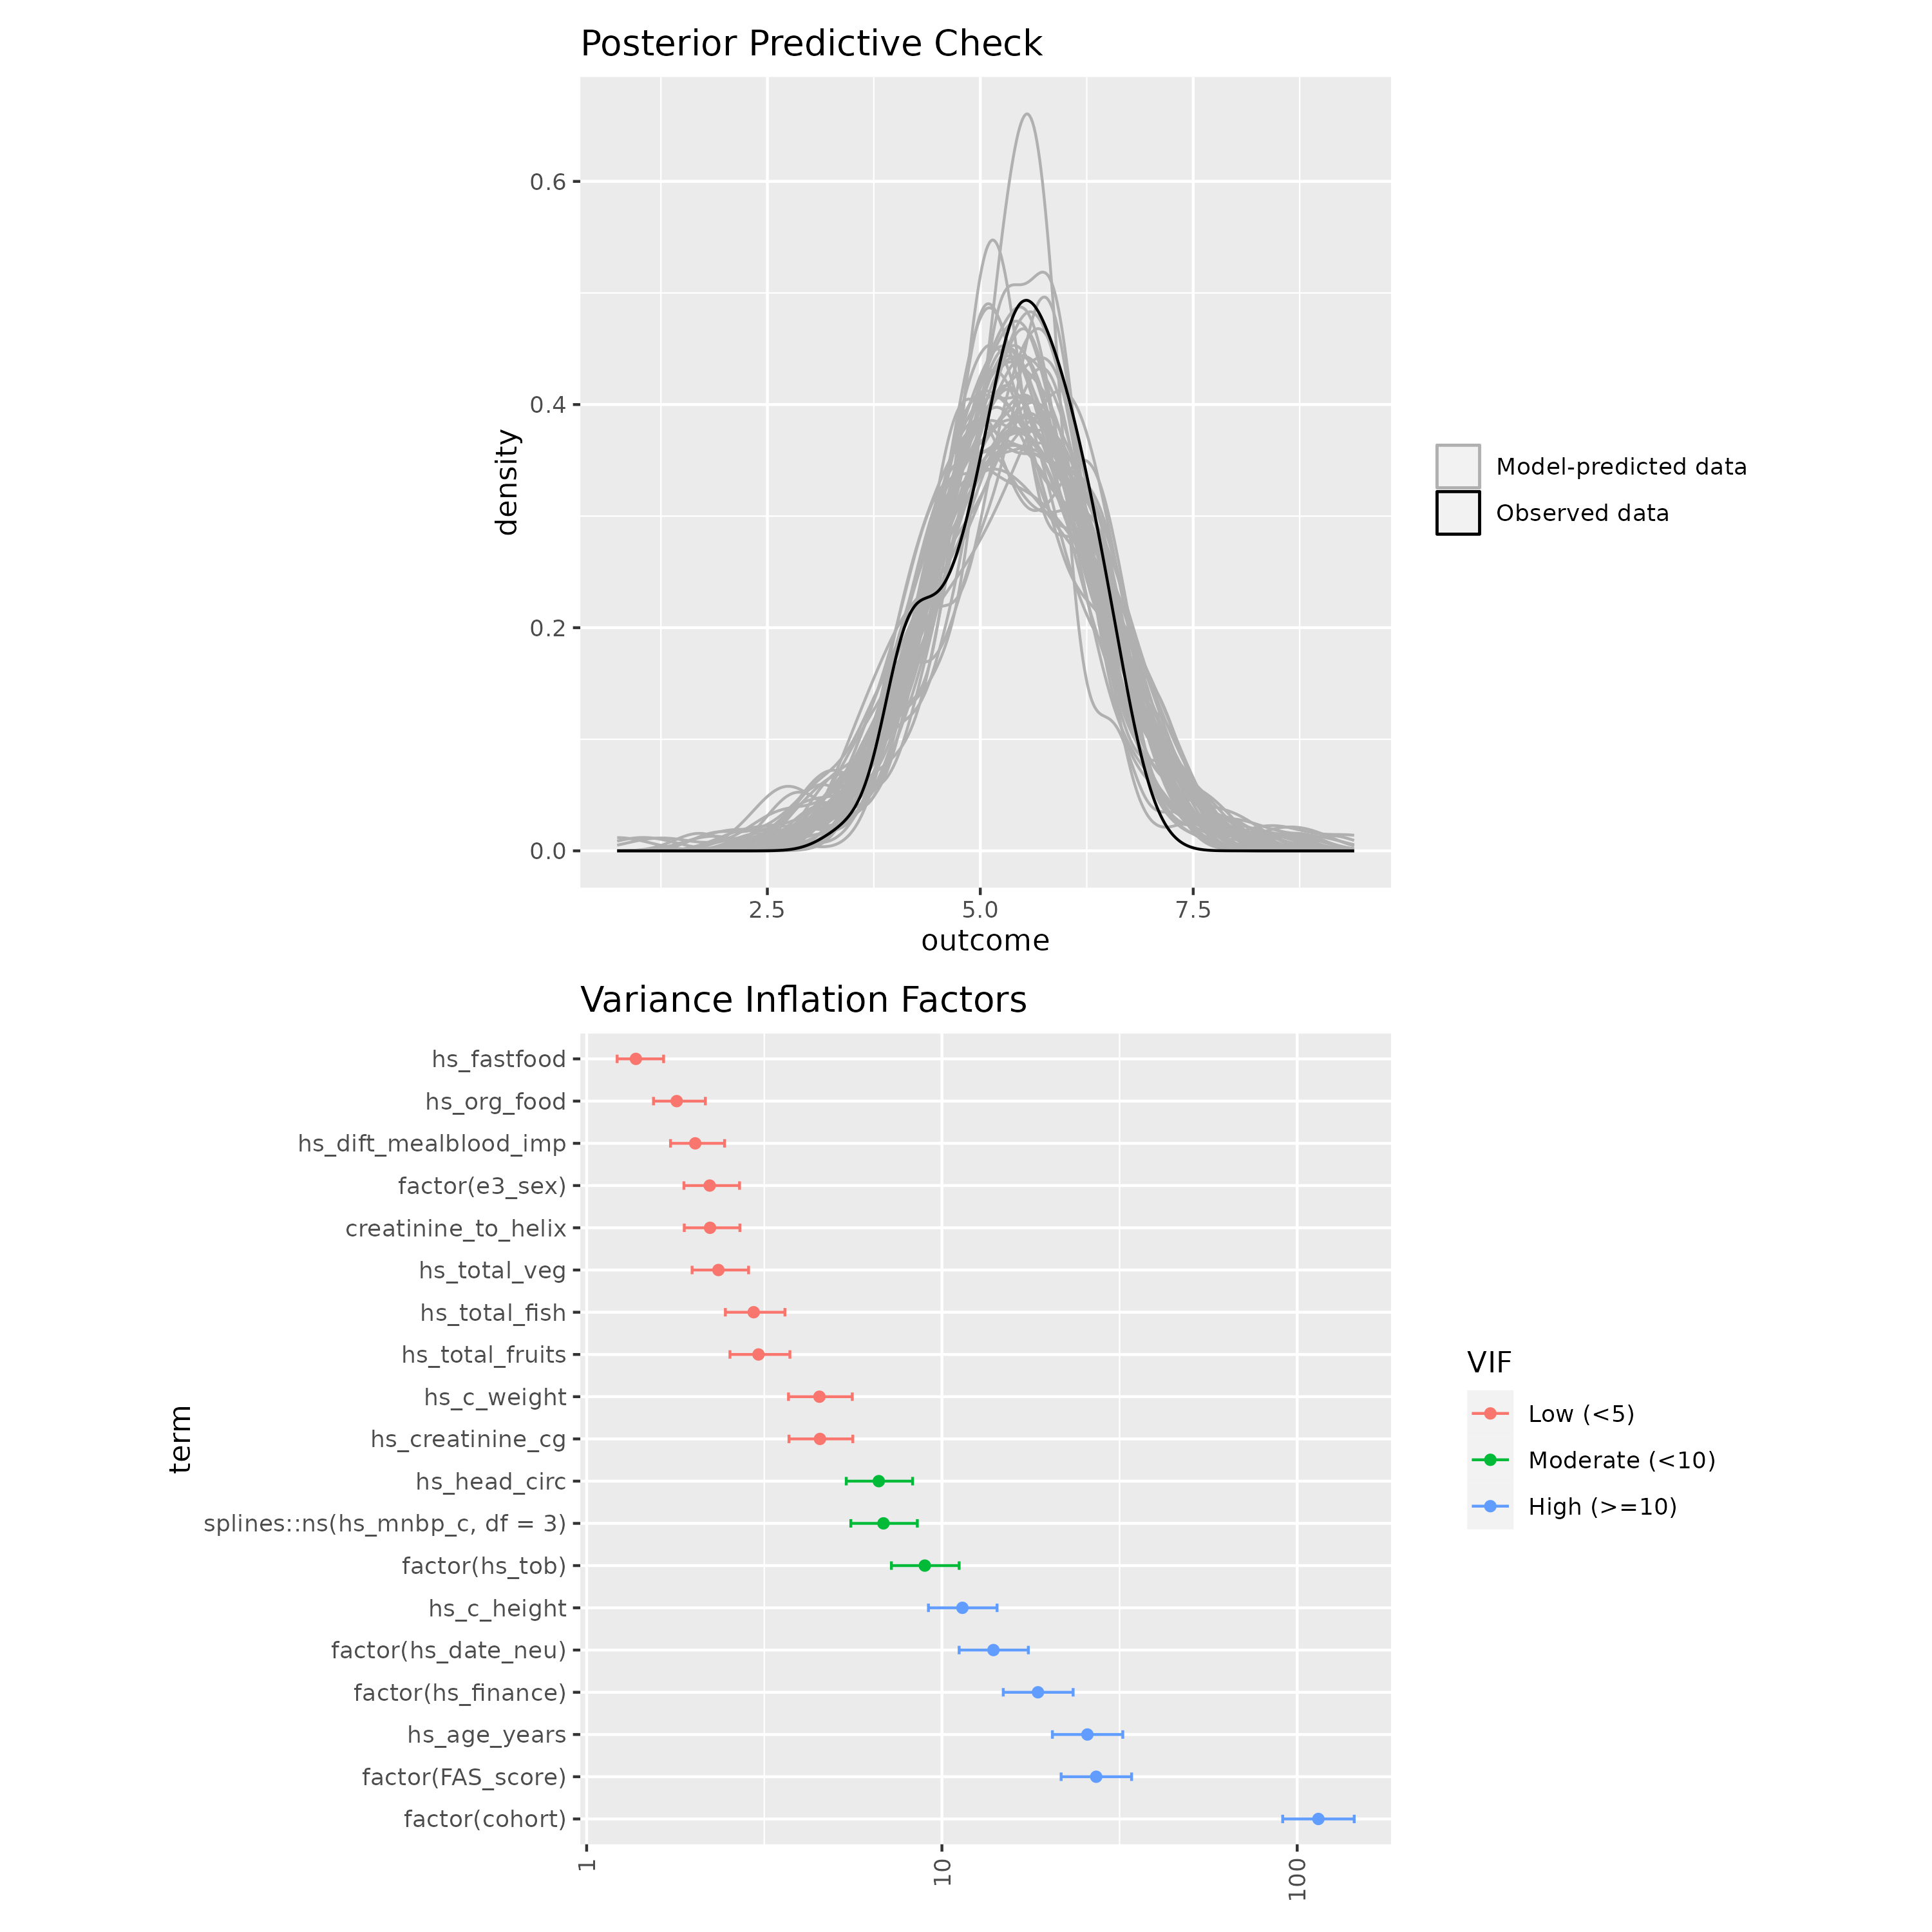 Posterior Predictive Check
0.6
0.4
0.2
0.0
density
2.5 5.0 7.5
outcome
Model-predicted data
Observed data
Variance Inflation Factors
term
hs_fastfood
hs_org_food
hs_dift_mealblood_imp
factor(e3_sex)
creatinine_to_helix
hs_total_veg
hs_total_fish
hs_total_fruits
hs_c_weight
hs_creatinine_cg
hs_head_circ
splines::ns(hs_mnbp_c, df = 3)
factor(hs_tob)
hs_c_height
factor(hs_date_neu)
factor(hs_finance)
hs_age_years
factor(FAS_score)
factor(cohort)
1 10 100
VIF
Low (<5)
Moderate (<10)
High (>=10)